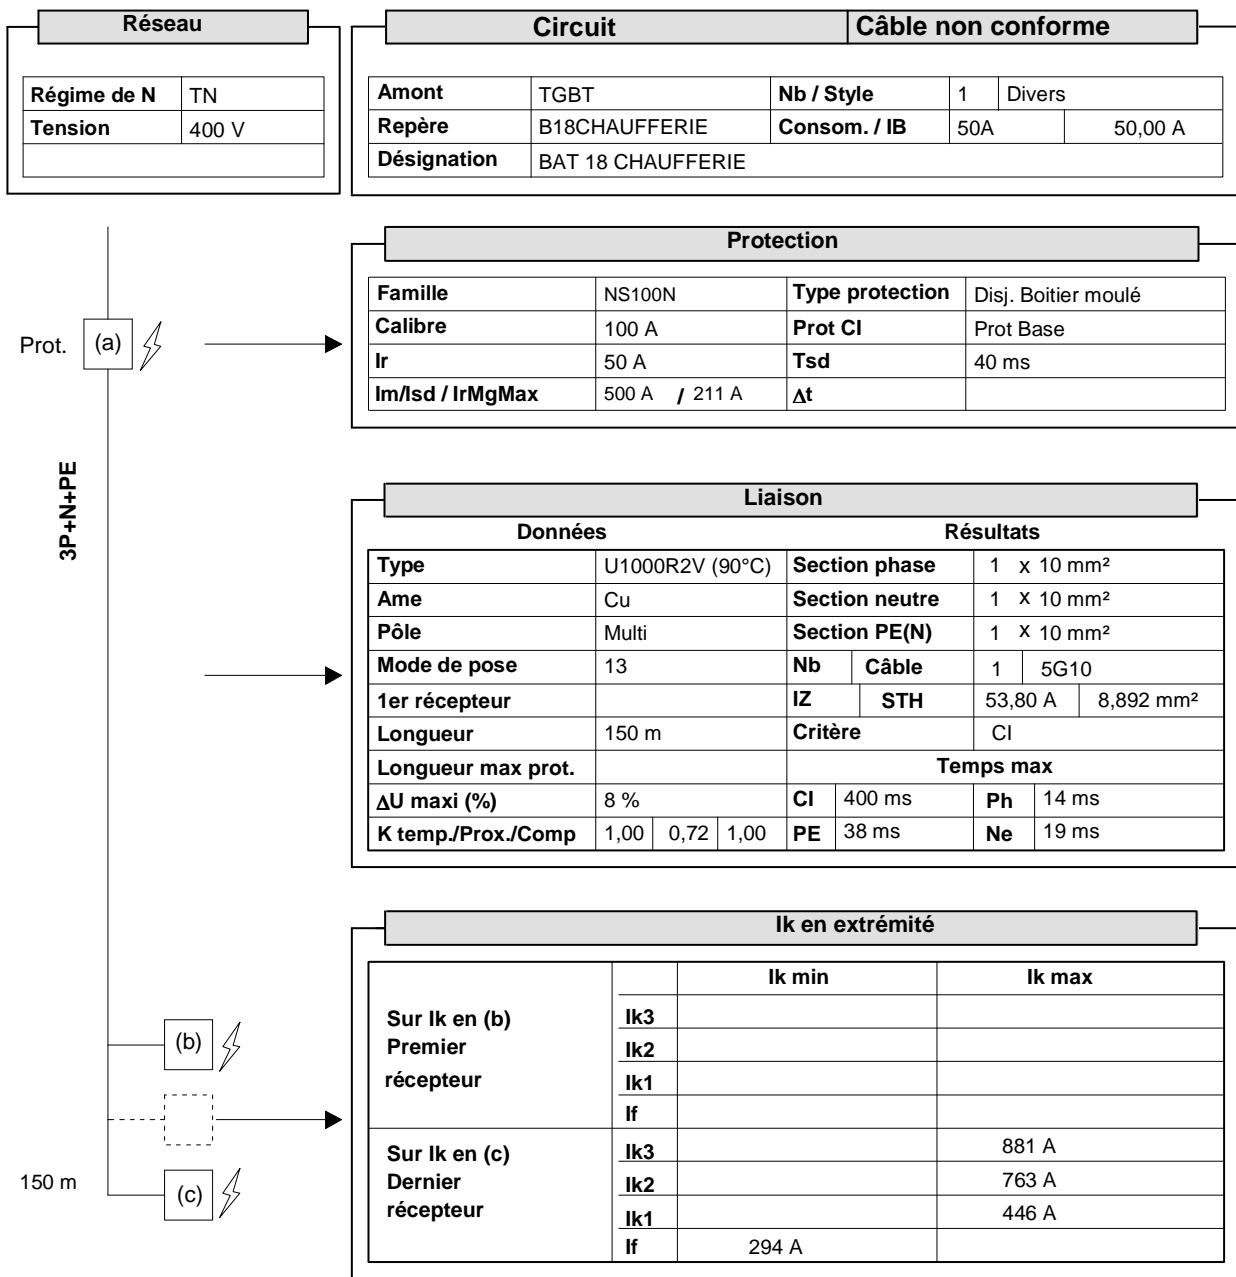 Réseau
Circuit Câble non conforme
Régime de N TN
Tension 400 V
Amont TGBT Nb / Style 1 Divers
Repère B18CHAUFFERIE Consom. / IB 50A 50,00 A
Désignation BAT 18 CHAUFFERIE
Protection
Famille NS100N Type protection Disj. Boitier moulé
Calibre 100 A Prot CI Prot Base
Ir 50 A Tsd 40 ms
Im/Isd / IrMgMax 500 A / 211 A Δt
Prot. (a)
3P+N+PE
Liaison
Données Résultats
Type U1000R2V (90°C) Section phase 1 x 10 mm²
Ame Cu Section neutre 1 x 10 mm²
Pôle Multi Section PE(N) 1 x 10 mm²
Mode de pose 13 Nb Câble 1 5G10
1er récepteur IZ STH 53,80 A 8,892 mm²
Longueur 150 m Critère CI
Longueur max prot. Temps max
ΔU maxi (%) 8 % CI 400 ms Ph 14 ms
K temp./Prox./Comp 1,00 0,72 1,00 PE 38 ms Ne 19 ms
Ik en extrémité
Ik min Ik max
Sur Ik en (b) Ik3
Premier Ik2
récepteur Ik1
If
(b)
Sur Ik en (c) Ik3 881 A
Dernier Ik2 763 A
récepteur Ik1 446 A
If 294 A
150 m (c)